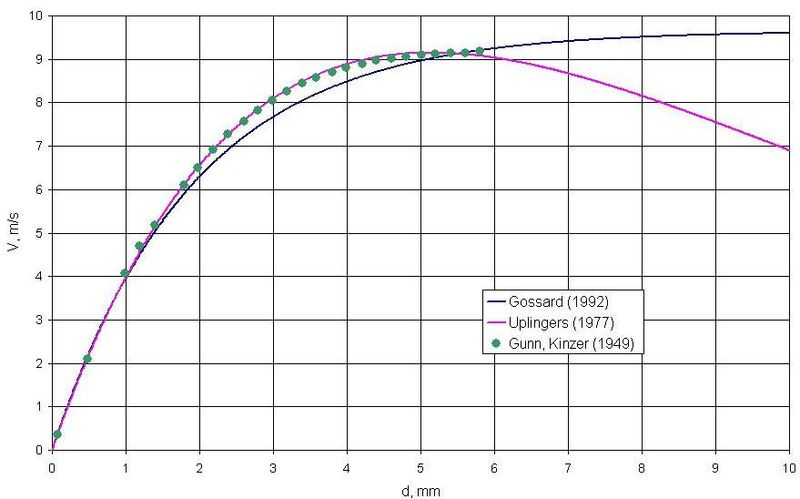 10
9
8
7
6
5
4
3
2
1
0
V, m/s
Gossard (1992)
Uplingers (1977)
Gunn, Kinzer (1949)
0 1 2 3 4 5 6 7 8 9 10
d, mm